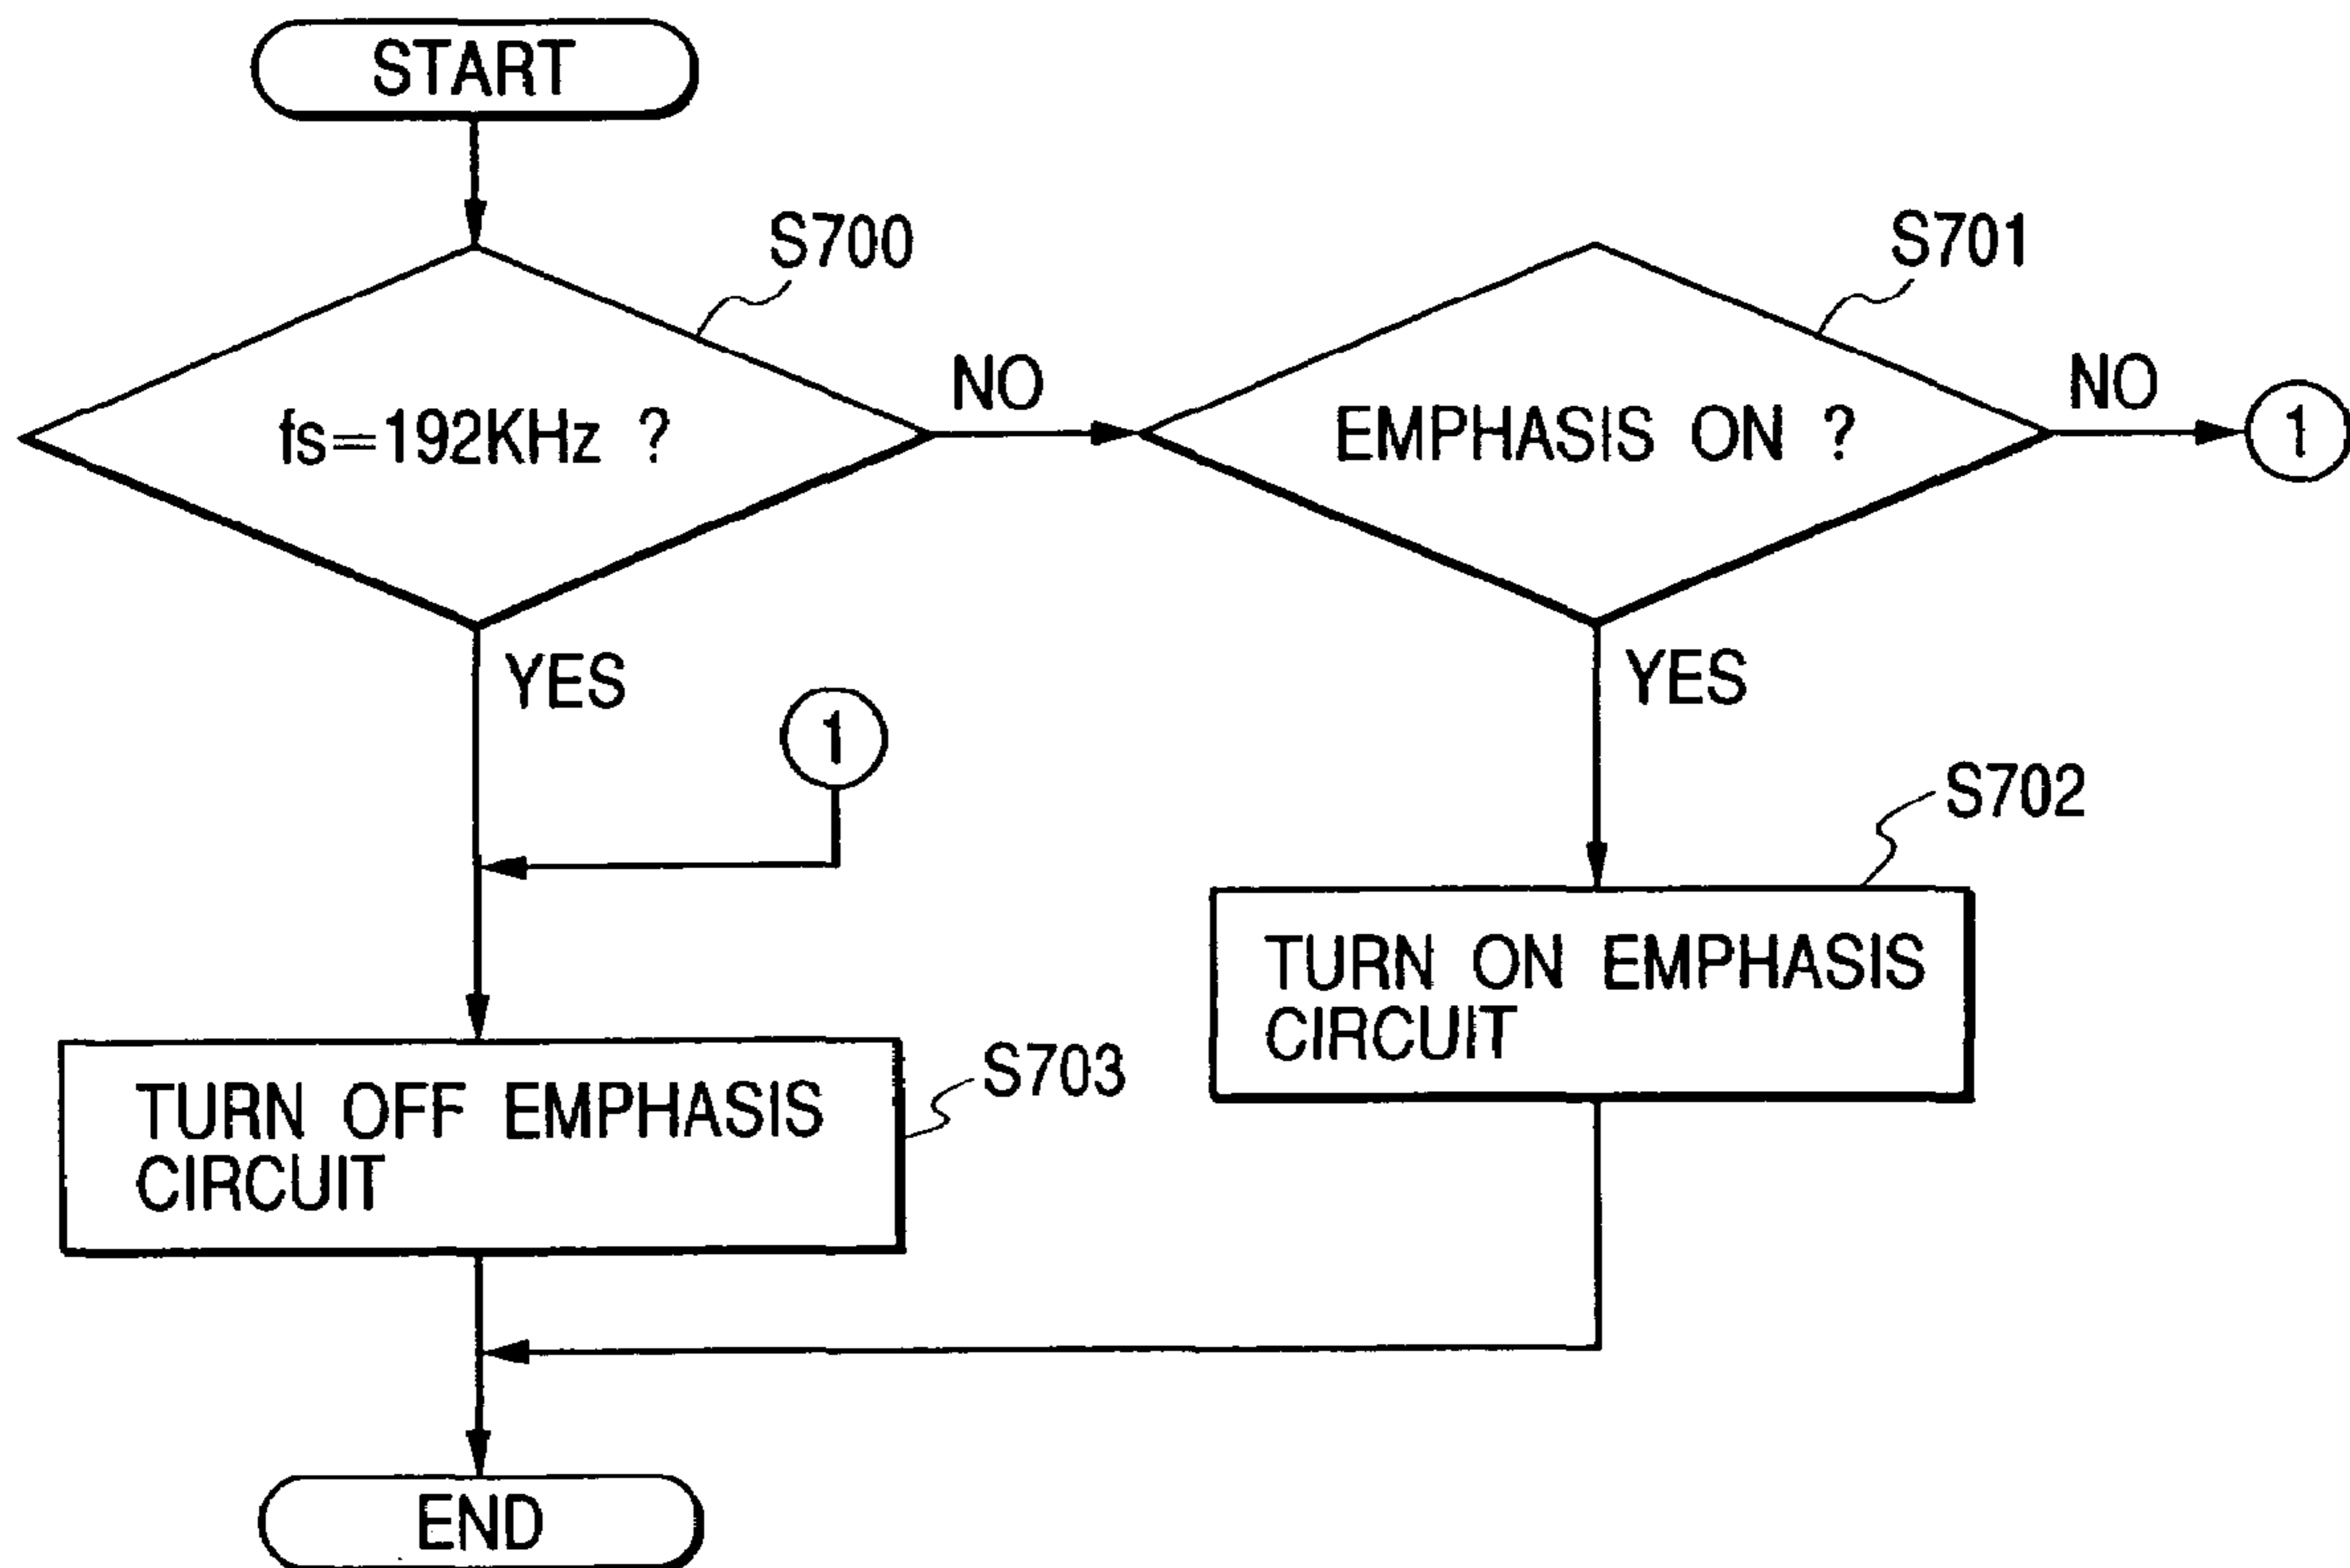 START
S700
S701
fs=192KHz ?
NO
EMPHASIS ON ?
NO
1
YES
1
YES
S702
TURN ON EMPHASIS
CIRCUIT
S703
TURN OFF EMPHASIS
CIRCUIT
END